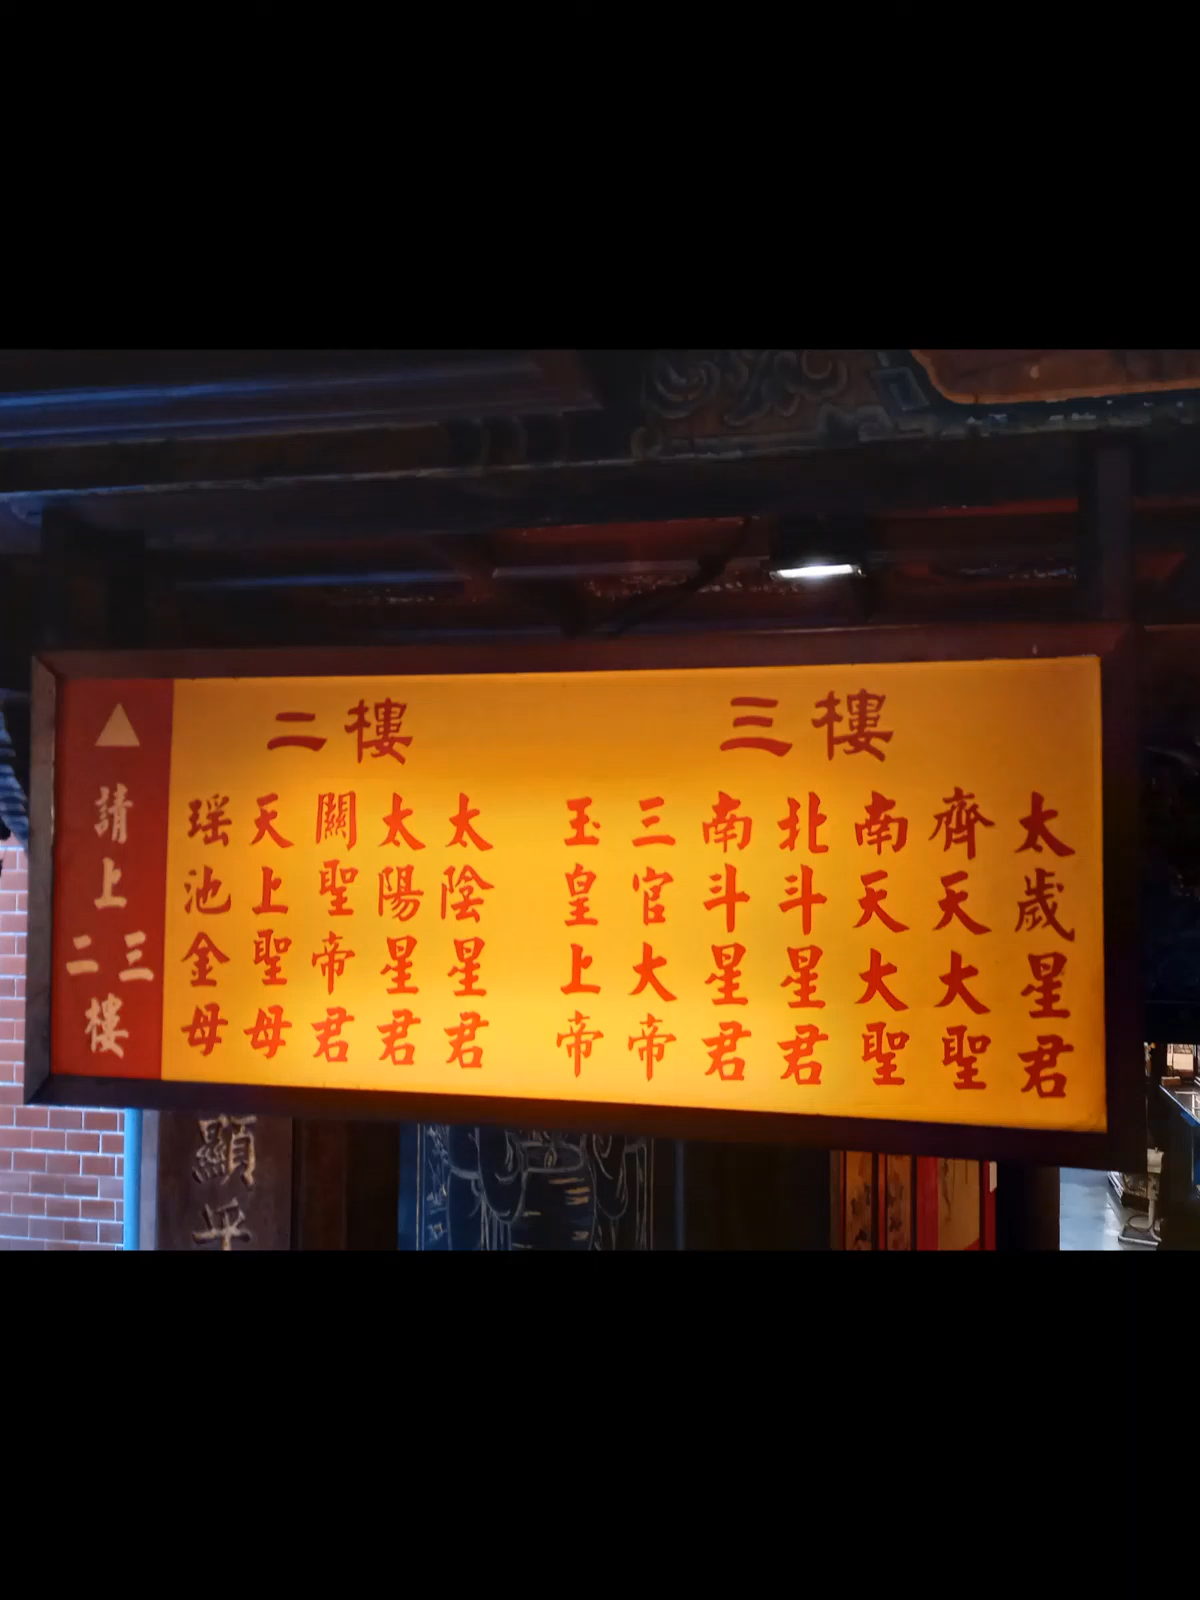 ▲
請上
二三
樓
二樓
瑶池金母
天上聖母
關聖帝君
太陽星君
太陰星君
三樓
玉皇上帝
三官大帝
南斗星君
北斗星君
南天大聖
齊天大聖
太歲星君
顯